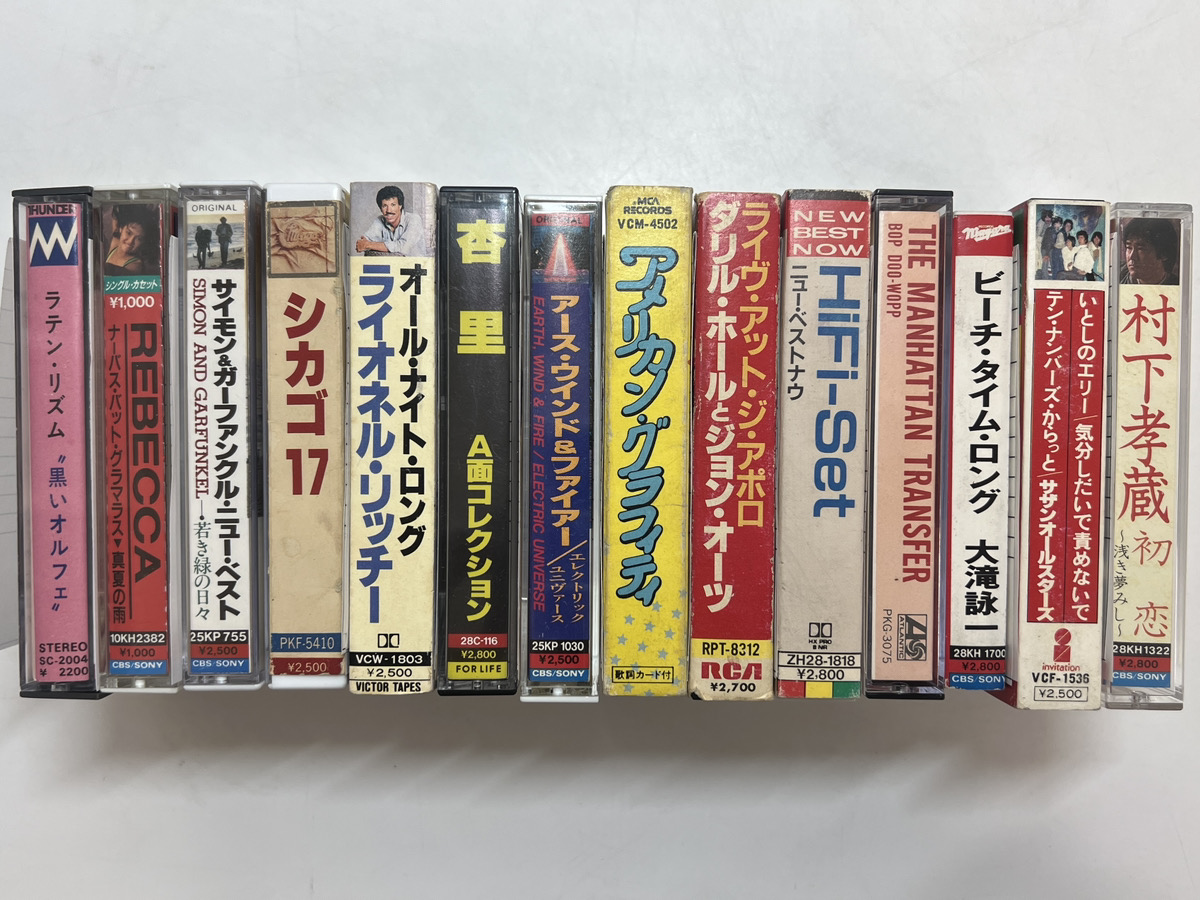 THUNDER
ラテン・リズム "黒いオルフェ"
STEREO
SC-2004
¥ 2200
シングル・カセット
¥1,000
REBECCA
ナーバス・バット・グラマラス▼真夏の雨
10KH2382
¥1,000
CBS/SONY
ORIGINAL
サイモン&ガーファンクル・ニュー・ベスト
SIMON AND GARFUNKEL—・若き緑の日々
25KP 755
¥2,500
CBS/SONY
シカゴ 17
PKF-5410
¥2,500
オール・ナイト・ロング
ライオネル・リッチー
VCW-1803
¥2,500
VICTOR TAPES
杏里
A面コレクション
28C-116
¥2,800
FOR LIFE
ORIGINAL
アース・ウインド&ファイアー/エレクトリック・ユニヴァース
EARTH, WIND & FIRE / ELECTRIC UNIVERSE
25KP 1030
¥2,500
CBS/SONY
MCA
RECORDS
VCM-4502
アメリカン・グラフィティ
歌詞カード付
ライヴ・アット・ジ・アポロ
ダリル・ホールとジョン・オーツ
RPT-8312
RCA
¥2,700
NEW
BEST
NOW
HiFi-Set
ニュー・ベストナウ
HX PRO
ZH28-1818
¥2,800
THE MANHATTAN TRANSFER
BOP DOO-WOPP
ATLANTIC
PKG-3075
ビーチ・タイム・ロング 大滝詠一
28KH 1700
¥2,800
CBS/SONY
いとしのエリー/気分しだいで責めないで
テン・ナンバーズ・からっと/サザンオールスターズ
invitation
VCF-1536
¥2,500
村下孝蔵 初恋
~浅き夢みし~
28KH1322
¥2,800
CBS/SONY